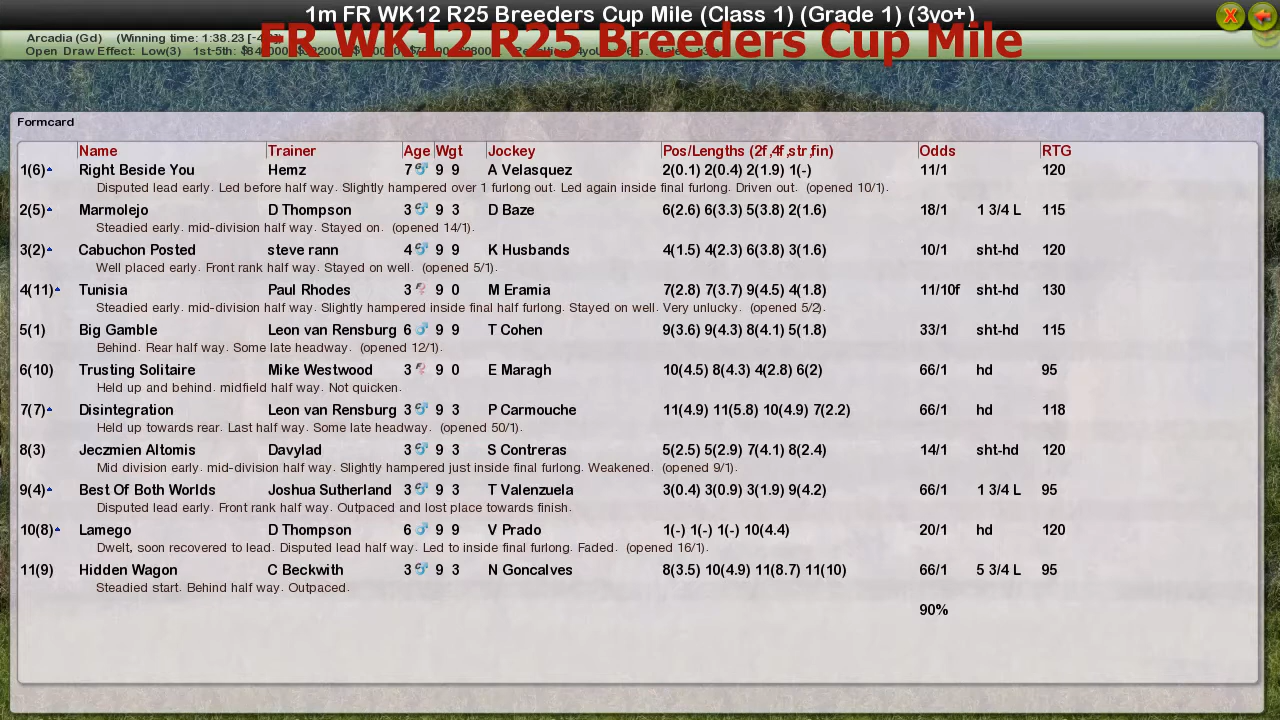 1m FR WK12 R25 Breeders Cup Mile (Class 1) (Grade 1) (3yo+)
FR WK12 R25 Breeders Cup Mile
Arcadia (Gd) (Winning time: 1:38.23
Open Draw Effect: Low(3) 1st-5th:
Formcard
Name Trainer Age Wgt Jockey Pos/Lengths (2f,4f,str,fin) Odds RTG
1(6) Right Beside You Hemz 7 9 9 A Velasquez 2(0.1) 2(0.4) 2(1.9) 1(-) 11/1 120
Disputed lead early. Led before half way. Slightly hampered over 1 furlong out. Led again inside final furlong. Driven out. (opened 10/1).
2(5) Marmolejo D Thompson 3 9 3 D Baze 6(2.6) 6(3.3) 5(3.8) 2(1.6) 18/1 1 3/4 L 115
Steadied early. mid-division half way. Stayed on. (opened 14/1).
3(2) Cabuchon Posted steve rann 4 9 9 K Husbands 4(1.5) 4(2.3) 6(3.8) 3(1.6) 10/1 sht-hd 120
Well placed early. Front rank half way. Stayed on well. (opened 5/1).
4(11) Tunisia Paul Rhodes 3 9 0 M Eramia 7(2.8) 7(3.7) 9(4.5) 4(1.8) 11/10f sht-hd 130
Steadied early. mid-division half way. Slightly hampered inside final half furlong. Stayed on well. Very unlucky. (opened 5/2).
5(1) Big Gamble Leon van Rensburg 6 9 9 T Cohen 9(3.6) 9(4.3) 8(4.1) 5(1.8) 33/1 sht-hd 115
Behind. Rear half way. Some late headway. (opened 12/1).
6(10) Trusting Solitaire Mike Westwood 3 9 0 E Maragh 10(4.5) 8(4.3) 4(2.8) 6(2) 66/1 hd 95
Held up and behind. midfield half way. Not quicken.
7(7) Disintegration Leon van Rensburg 3 9 3 P Carmouche 11(4.9) 11(5.8) 10(4.9) 7(2.2) 66/1 hd 118
Held up towards rear. Last half way. Some late headway. (opened 50/1).
8(3) Jeczmien Altomis Davylad 3 9 3 S Contreras 5(2.5) 5(2.9) 7(4.1) 8(2.4) 14/1 sht-hd 120
Mid division early. mid-division half way. Slightly hampered just inside final furlong. Weakened. (opened 9/1).
9(4) Best Of Both Worlds Joshua Sutherland 3 9 3 T Valenzuela 3(0.4) 3(0.9) 3(1.9) 9(4.2) 66/1 1 3/4 L 95
Disputed lead early. Front rank half way. Outpaced and lost place towards finish.
10(8) Lamego D Thompson 6 9 9 V Prado 1(-) 1(-) 1(-) 10(4.4) 20/1 hd 120
Dwelt, soon recovered to lead. Disputed lead half way. Led to inside final furlong. Faded. (opened 16/1).
11(9) Hidden Wagon C Beckwith 3 9 3 N Goncalves 8(3.5) 10(4.9) 11(8.7) 11(10) 66/1 5 3/4 L 95
Steadied start. Behind half way. Outpaced.
90%